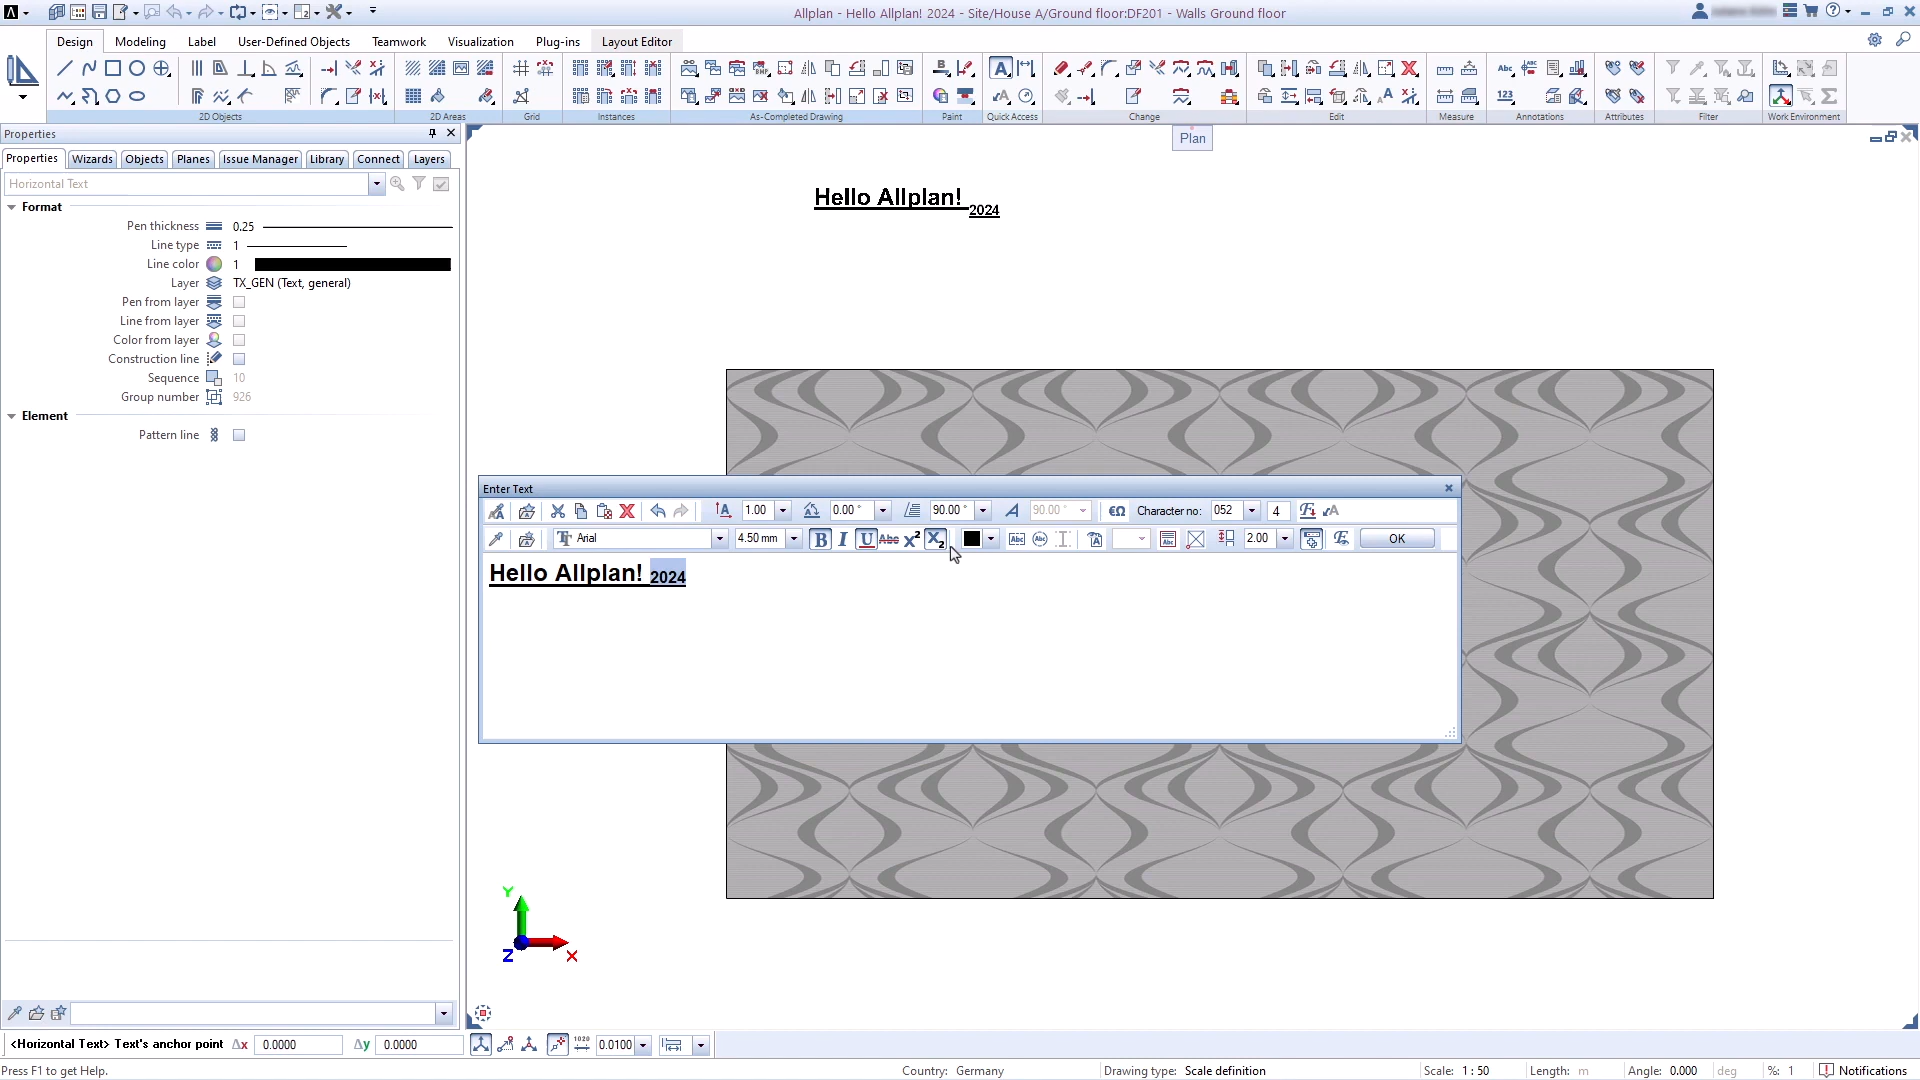 Allplan - Hello Allplan! 2024 - Site/House A/Ground floor:DF201 - Walls Ground floor
Design Modeling Label User-Defined Objects Teamwork Visualization Plug-ins Layout Editor
2D Objects 2D Areas Grid Instances As-Completed Drawing Paint Quick Access Change Edit Measure Annotations Attributes Filter Work Environment
Properties
Properties Wizards Objects Planes Issue Manager Library Connect Layers
Plan
Horizontal Text
Format
Pen thickness 0.25
Line type 1
Line color 1
Layer TX_GEN (Text, general)
Pen from layer
Line from layer
Color from layer
Construction line
Sequence 10
Group number 926
Element
Pattern line
Hello Allplan! 2024
Enter Text
1.00 0.00 ° 90.00 ° 90.00 ° €Ω Character no: 052 4
Arial 4.50 mm B I U Abc X² X₂ 2.00 OK
Hello Allplan! 2024
Y
Z X
<Horizontal Text> Text's anchor point Δx 0.0000 Δy 0.0000 0.0100
Press F1 to get Help. Country: Germany Drawing type: Scale definition Scale: 1 : 50 Length: m Angle: 0.000 deg %: 1 Notifications